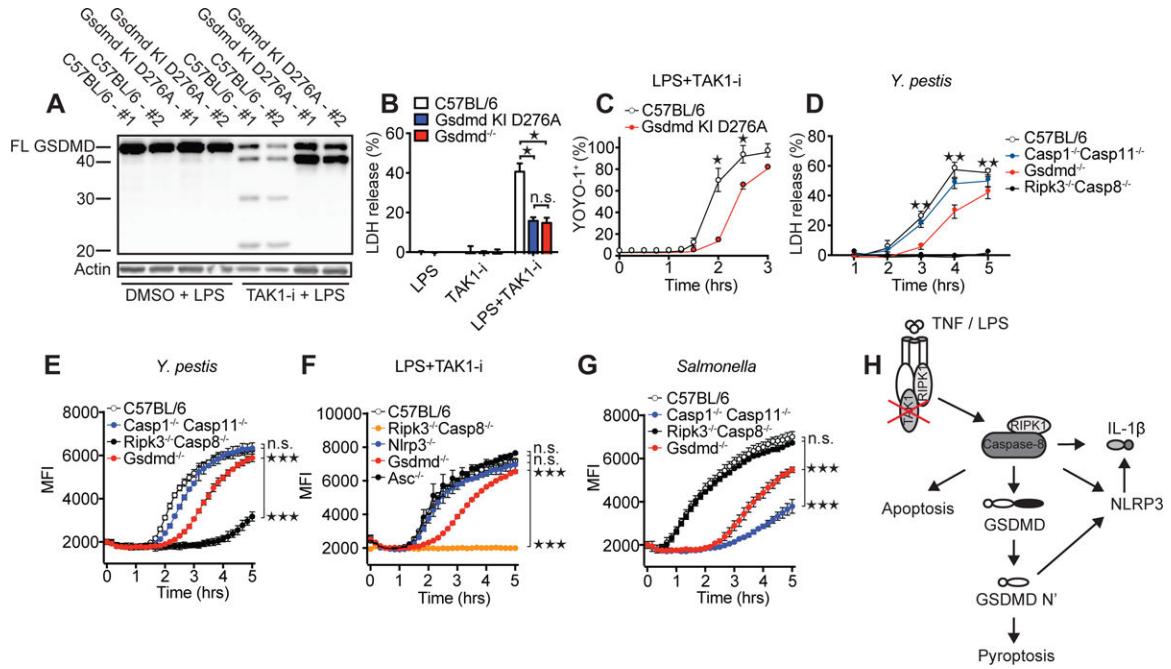 A
C57BL/6 - #1
C57BL/6 - #2
Gsdmd KI D276A - #1
Gsdmd KI D276A - #2
C57BL/6 - #1
C57BL/6 - #2
Gsdmd KI D276A - #1
Gsdmd KI D276A - #2
FL GSDMD
40
30
20
Actin
DMSO + LPS
TAK1-i + LPS
B
C57BL/6
Gsdmd KI D276A
Gsdmd-/-
LDH release (%)
60
40
20
0
★
★
n.s.
LPS
TAK1-i
LPS+TAK1-i
C
LPS+TAK1-i
C57BL/6
Gsdmd KI D276A
YOYO-1+ (%)
100
80
60
40
20
0
★ ★
0 1 2 3
Time (hrs)
D
Y. pestis
C57BL/6
Casp1-/-Casp11-/-
Gsdmd-/-
Ripk3-/-Casp8-/-
LDH release (%)
80
60
40
20
0
★★ ★★ ★★
1 2 3 4 5
Time (hrs)
E
Y. pestis
C57BL/6
Casp1-/- Casp11-/-
Ripk3-/-Casp8-/-
Gsdmd-/-
MFI
8000
6000
4000
2000
n.s.
★★★
★★★
0 1 2 3 4 5
Time (hrs)
F
LPS+TAK1-i
C57BL/6
Ripk3-/-Casp8-/-
Nlrp3-/-
Gsdmd-/-
Asc-/-
MFI
10000
8000
6000
4000
2000
n.s.
n.s.
★★★
★★★
0 1 2 3 4 5
Time (hrs)
G
Salmonella
C57BL/6
Casp1-/- Casp11-/-
Ripk3-/-Casp8-/-
Gsdmd-/-
MFI
8000
6000
4000
2000
n.s.
★★★
★★★
0 1 2 3 4 5
Time (hrs)
H
TNF / LPS
RIPK1
TAK1
RIPK1
Caspase-8
IL-1β
Apoptosis
GSDMD
NLRP3
GSDMD N'
Pyroptosis